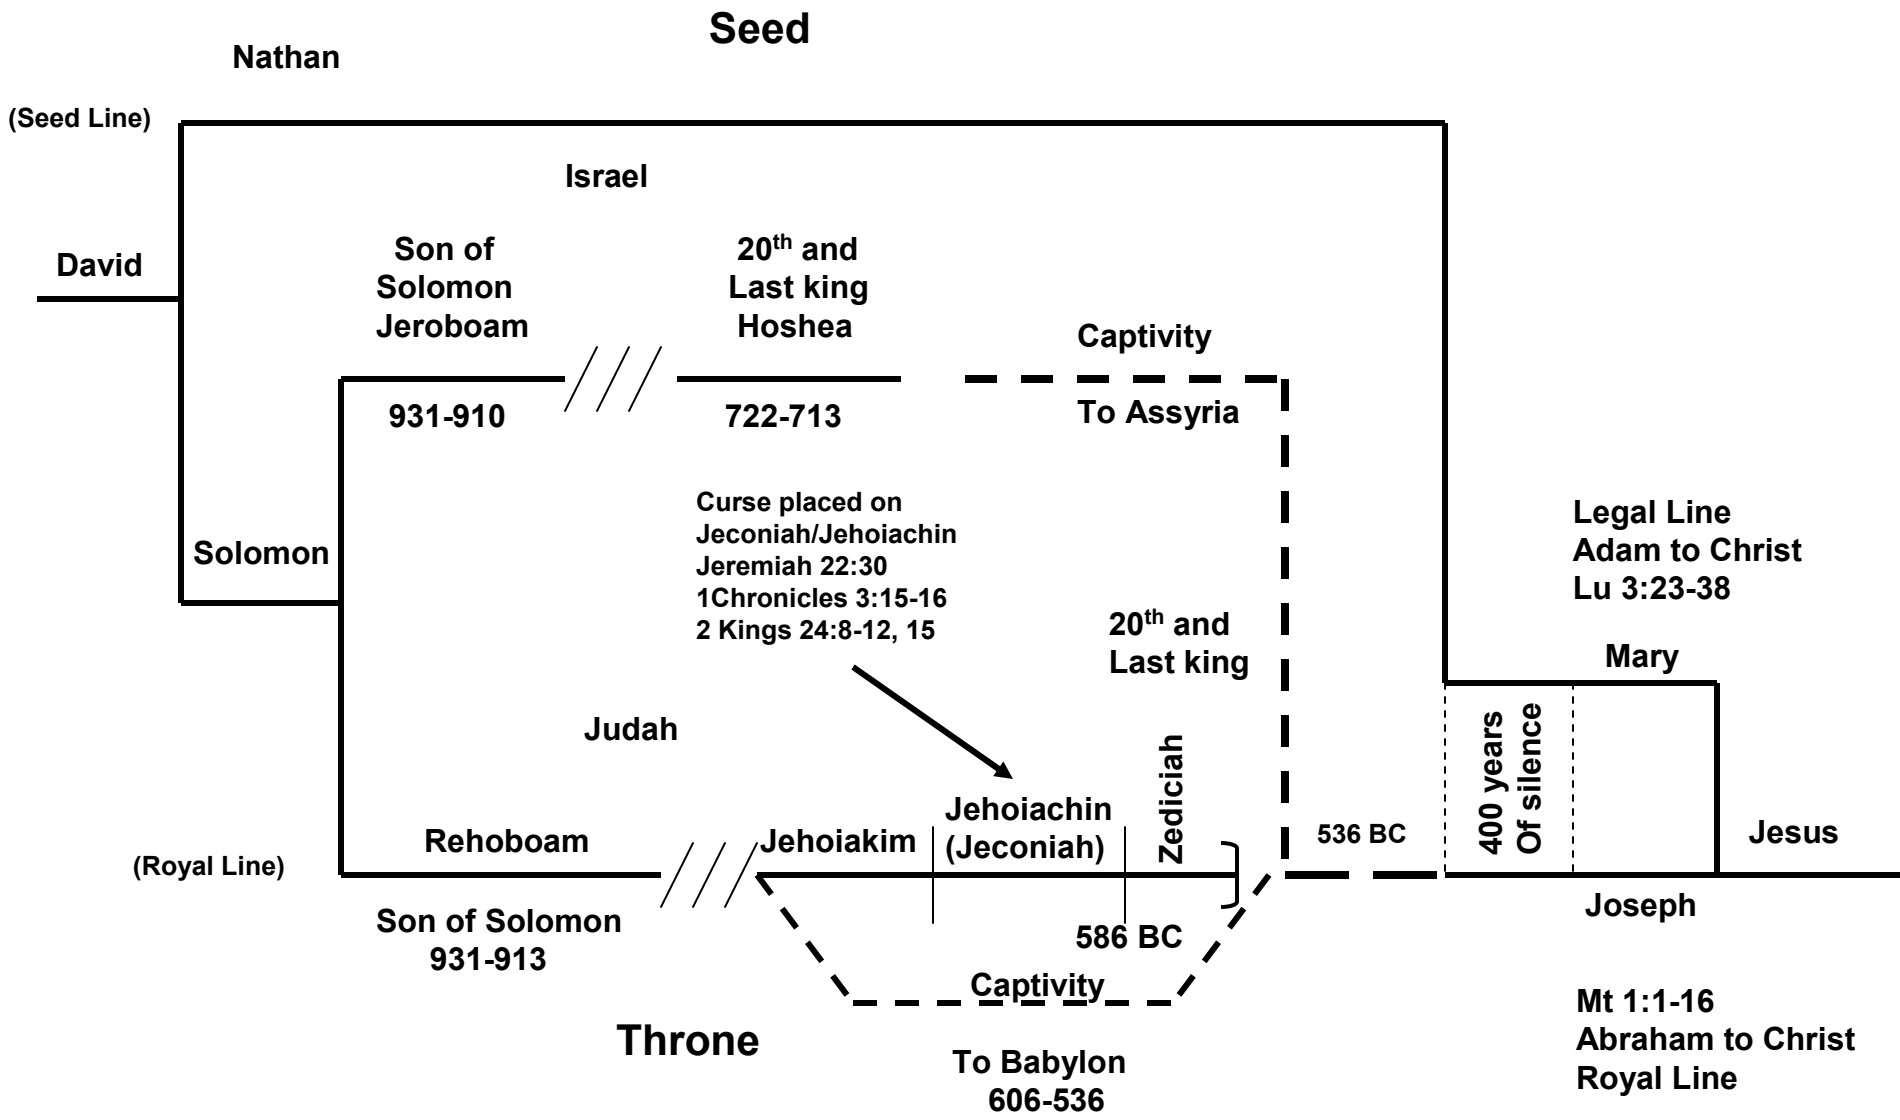 Seed
Nathan
(Seed Line)
Israel
David
Son of
Solomon
Jeroboam
20th and
Last king
Hoshea
Captivity
931-910
722-713
To Assyria
Curse placed on
Jeconiah/Jehoiachin
Jeremiah 22:30
1Chronicles 3:15-16
2 Kings 24:8-12, 15
Solomon
Legal Line
Adam to Christ
Lu 3:23-38
20th and
Last king
Mary
Judah
Zediciah
400 years
Of silence
Jehoiachin
(Jeconiah)
Rehoboam
Jehoiakim
536 BC
Jesus
(Royal Line)
Son of Solomon
931-913
586 BC
Joseph
Captivity
Throne
To Babylon
606-536
Mt 1:1-16
Abraham to Christ
Royal Line